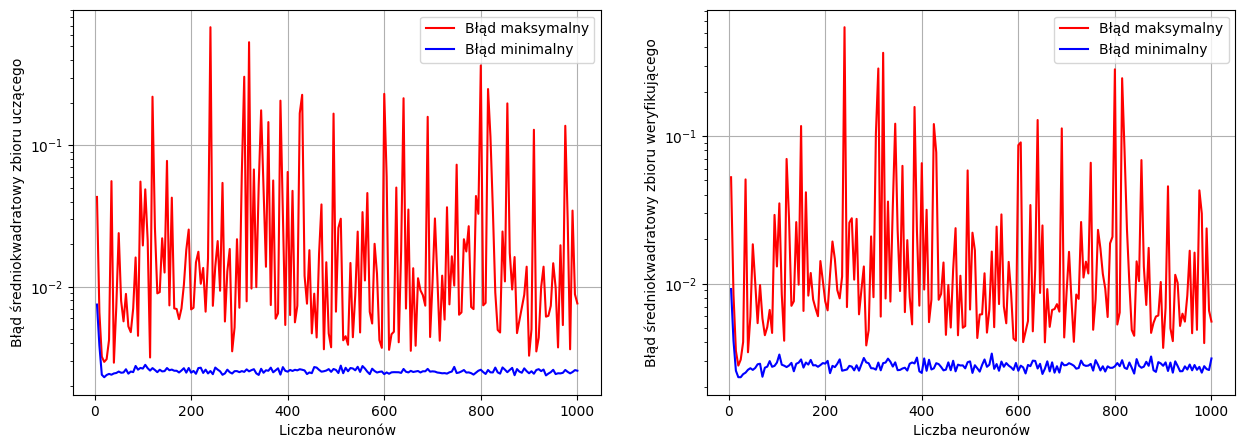 Błąd średniokwadratowy zbioru uczącego
10⁻¹
10⁻²
0
200
400
600
800
1000
Liczba neuronów
Błąd maksymalny
Błąd minimalny
Błąd średniokwadratowy zbioru weryfikującego
10⁻¹
10⁻²
0
200
400
600
800
1000
Liczba neuronów
Błąd maksymalny
Błąd minimalny